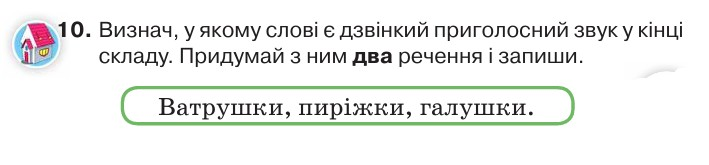 10. Визнач, у якому слові є дзвінкий приголосний звук у кінці
складу. Придумай з ним два речення і запиши.
Ватрушки, пиріжки, галушки.